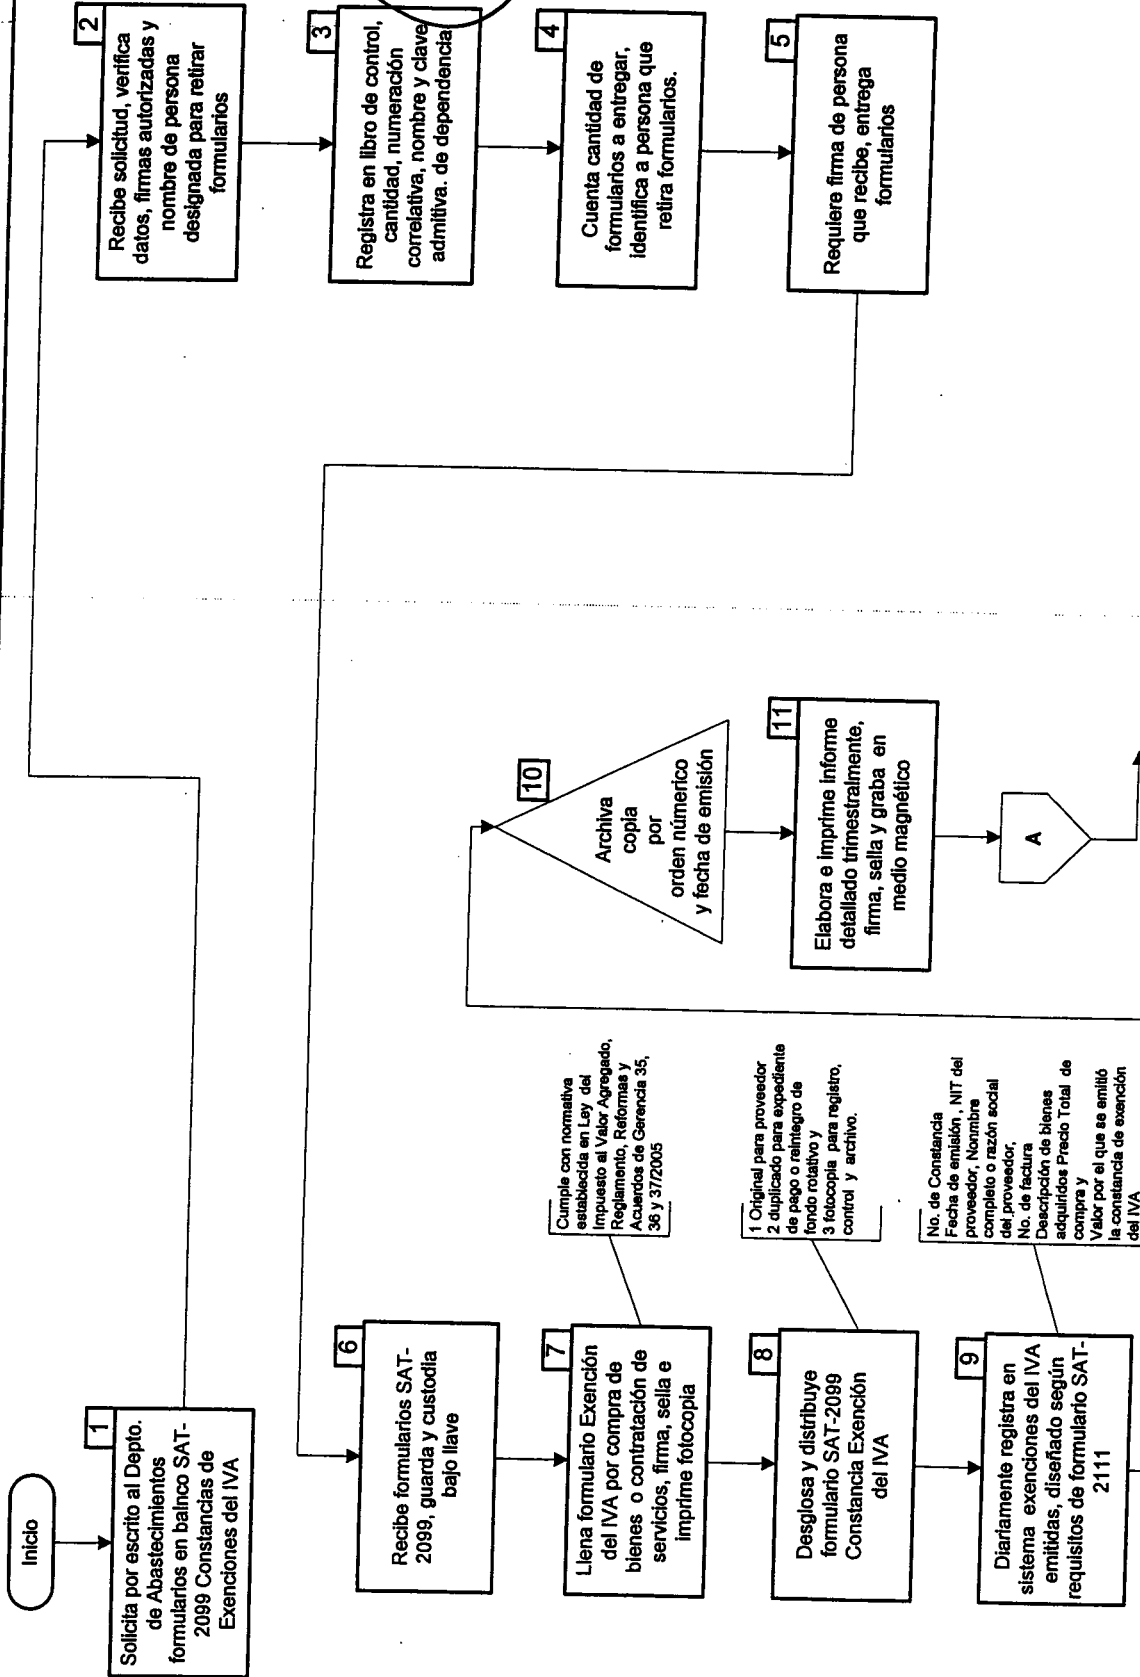 Inicio
1
Solicita por escrito al Depto.
de Abastecimientos
formularios en balnco SAT-
2099 Constancias de
Exenciones del IVA
2
Recibe solicitud, verifica
datos, firmas autorizadas y
nombre de persona
designada para retirar
formularios
3
Registra en libro de control,
cantidad, numeración
correlativa, nombre y clave
admitiva. de dependencia
4
Cuenta cantidad de
formularios a entregar,
identifica a persona que
retira formularios.
5
Requiere firma de persona
que recibe, entrega
formularios
6
Recibe formularios SAT-
2099, guarda y custodia
bajo llave
7
Llena formulario Exención
del IVA por compra de
bienes o contratación de
servicios, firma, sella e
imprime fotocopia
Cumple con normativa
establecida en Ley del
Impuesto al Valor Agregado,
Reglamento, Reformas y
Acuerdos de Gerencia 35,
36 y 37/2005
8
Desglosa y distribuye
formulario SAT-2099
Constancia Exención
del IVA
1 Original para proveedor
2 duplicado para expediente
de pago o reintegro de
fondo rotativo y
3 fotocopia para registro,
control y archivo.
9
Diariamente registra en
sistema exenciones del IVA
emitidas, diseñado según
requisitos de formulario SAT-
2111
No. de Constancia
Fecha de emisión , NIT del
proveedor, Nonmbre
completo o razón social
del proveedor,
No. de factura
Descripción de bienes
adquiridos Precio Total de
compra y
Valor por el que se emitió
la constancia de exención
del IVA
10
Archiva
copia
por
orden númerico
y fecha de emisión
11
Elabora e imprime informe
detallado trimestralmente,
firma, sella y graba en
medio magnético
A